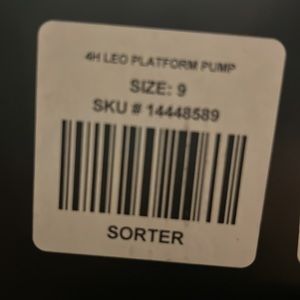 4H LEO PLATFORM PUMP
SIZE: 9
SKU # 14448589
SORTER